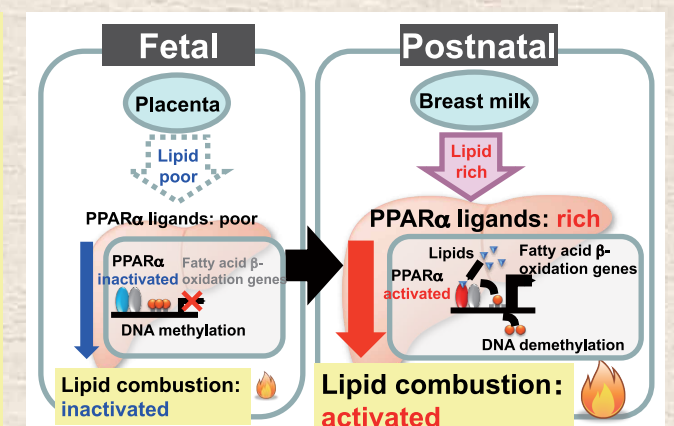 Fetal
Placenta
Lipid
poor
PPARα ligands: poor
PPARα
inactivated
Fatty acid β-
oxidation genes
DNA methylation
Lipid combustion:
inactivated
Postnatal
Breast milk
Lipid
rich
PPARα ligands: rich
Lipids
PPARα
activated
Fatty acid β-
oxidation genes
DNA demethylation
Lipid combustion:
activated